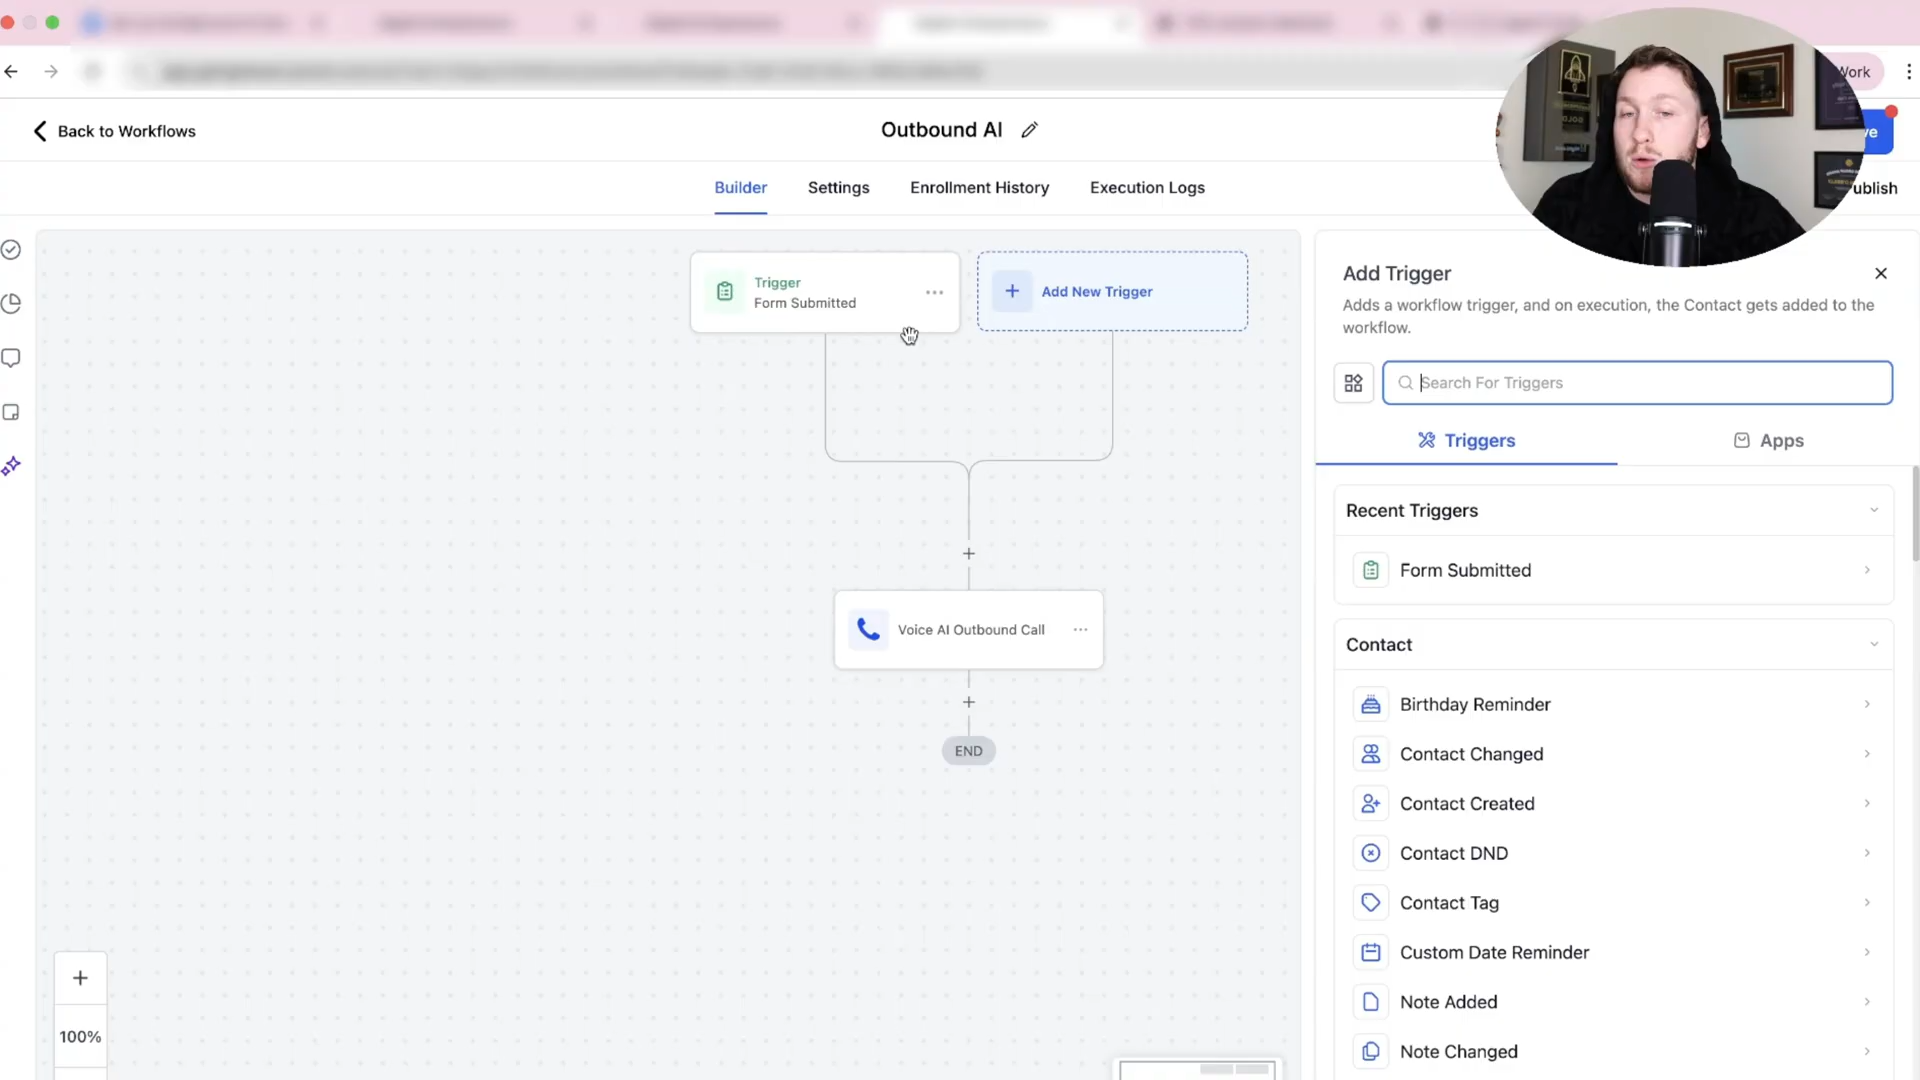 Work
Back to Workflows
Outbound AI
ve
Builder
Settings
Enrollment History
Execution Logs
ublish
Trigger
Form Submitted
Add New Trigger
Voice AI Outbound Call
END
100%
Add Trigger
Adds a workflow trigger, and on execution, the Contact gets added to the
workflow.
Search For Triggers
Triggers
Apps
Recent Triggers
Form Submitted
Contact
Birthday Reminder
Contact Changed
Contact Created
Contact DND
Contact Tag
Custom Date Reminder
Note Added
Note Changed